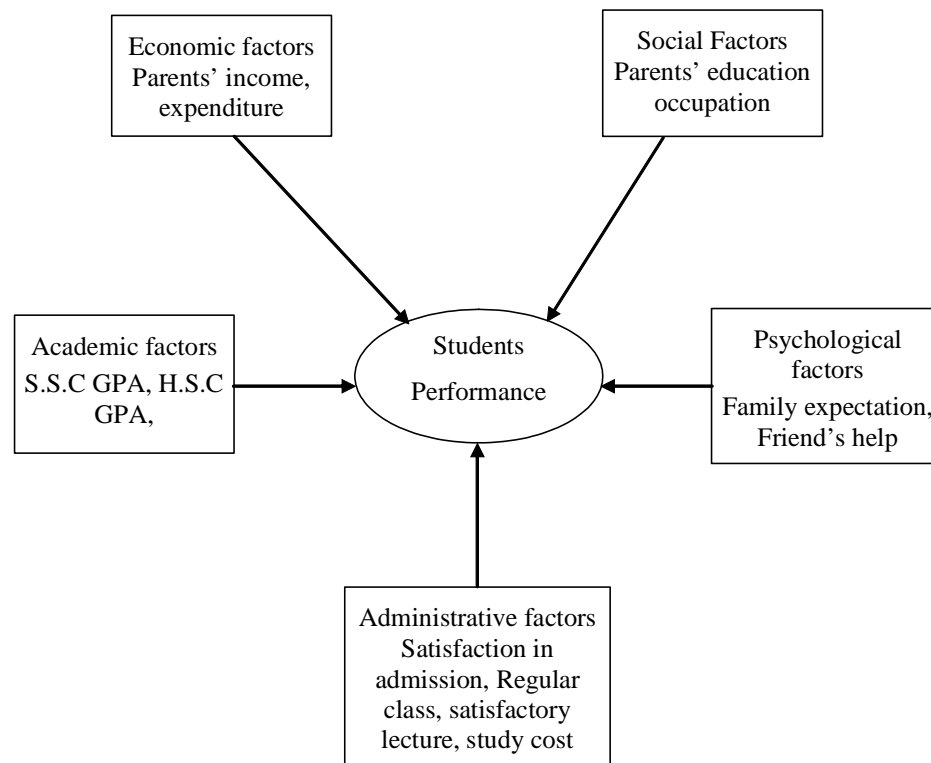 Economic factors
Parents’ income,
expenditure
Social Factors
Parents’ education
occupation
Academic factors
S.S.C GPA, H.S.C
GPA,
Students
Performance
Psychological
factors
Family expectation,
Friend’s help
Administrative factors
Satisfaction in
admission, Regular
class, satisfactory
lecture, study cost